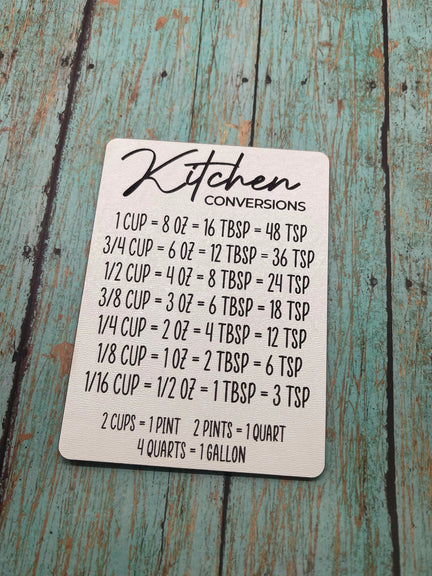 Kitchen
CONVERSIONS
1 CUP = 8 OZ = 16 TBSP = 48 TSP
3/4 CUP = 6 OZ = 12 TBSP = 36 TSP
1/2 CUP = 4 OZ = 8 TBSP = 24 TSP
3/8 CUP = 3 OZ = 6 TBSP = 18 TSP
1/4 CUP = 2 OZ = 4 TBSP = 12 TSP
1/8 CUP = 1 OZ = 2 TBSP = 6 TSP
1/16 CUP = 1/2 OZ = 1 TBSP = 3 TSP
2 CUPS = 1 PINT 2 PINTS = 1 QUART
4 QUARTS = 1 GALLON